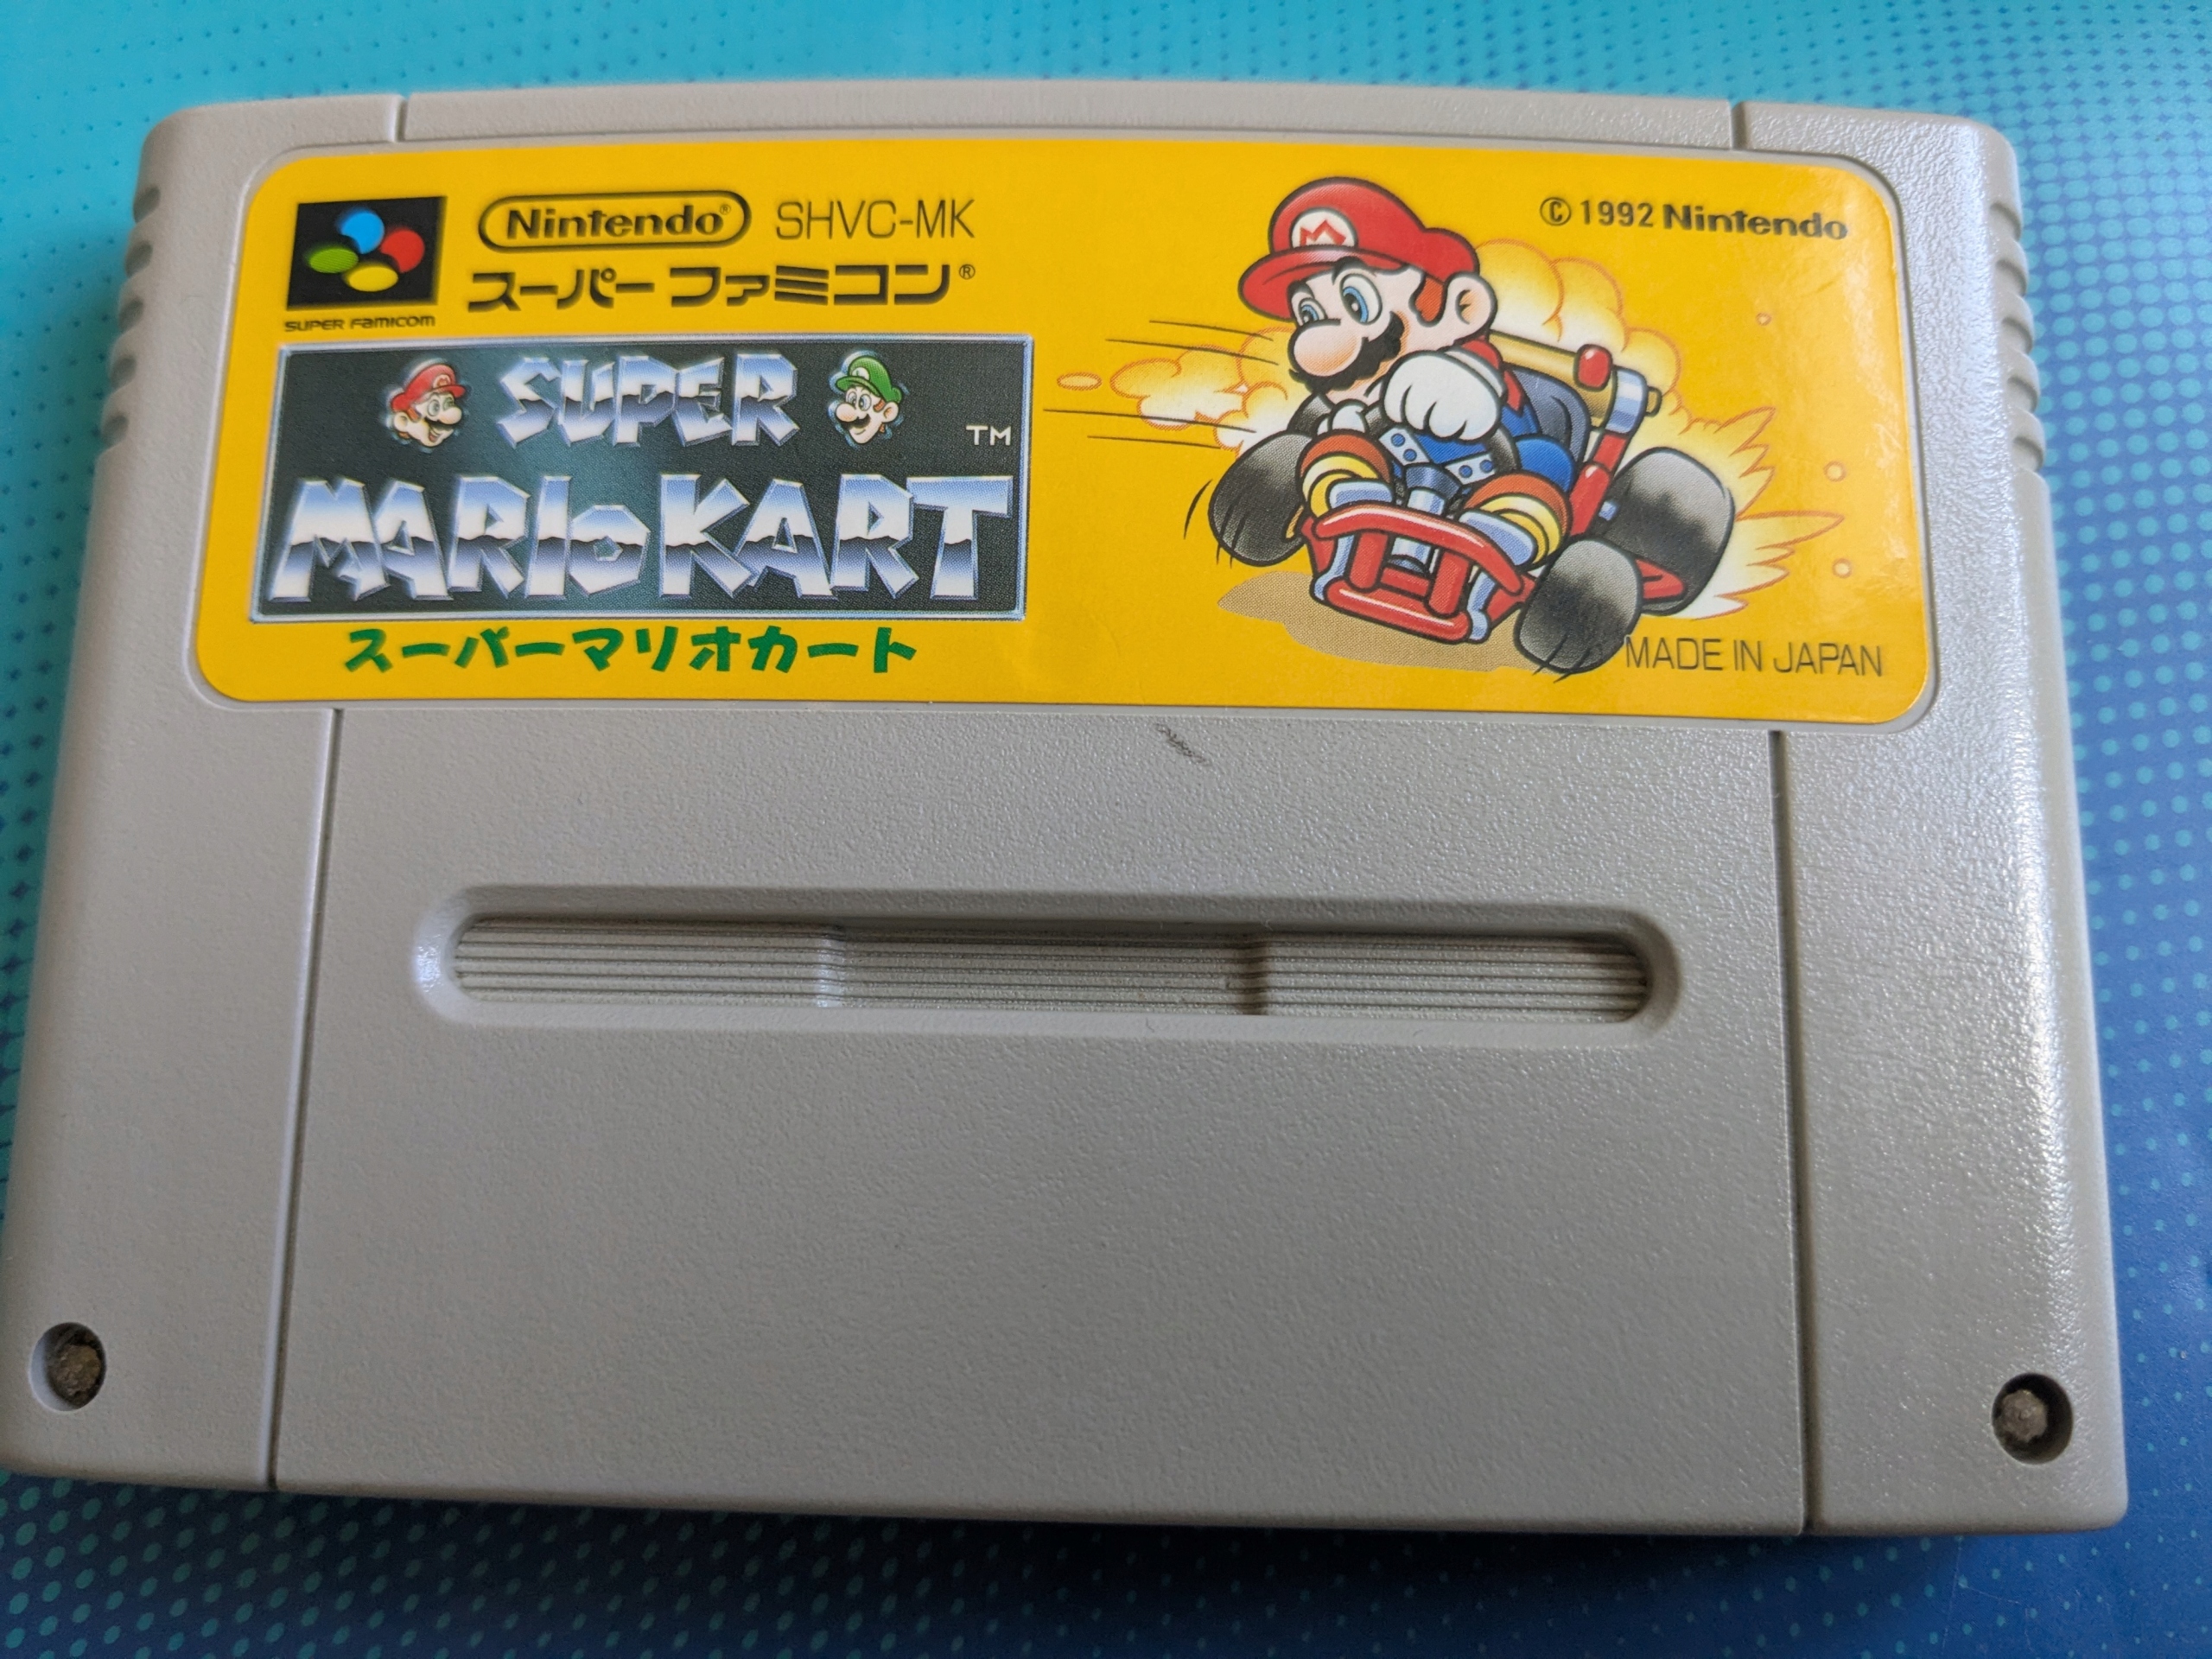 Nintendo® SHVC-MK
スーパーファミコン®
SUPER FAMICOM
© 1992 Nintendo
SUPER
MARIO KART TM
スーパーマリオカート
M
MADE IN JAPAN